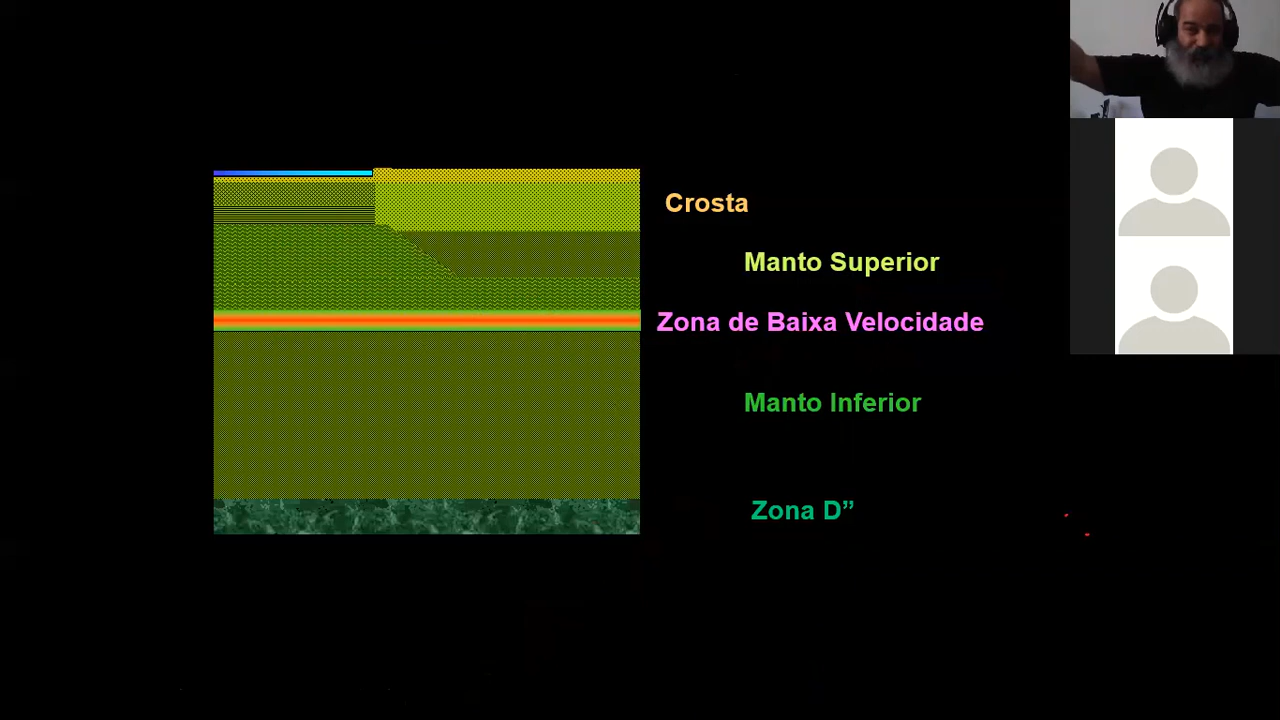 Crosta
Manto Superior
Zona de Baixa Velocidade
Manto Inferior
Zona D”